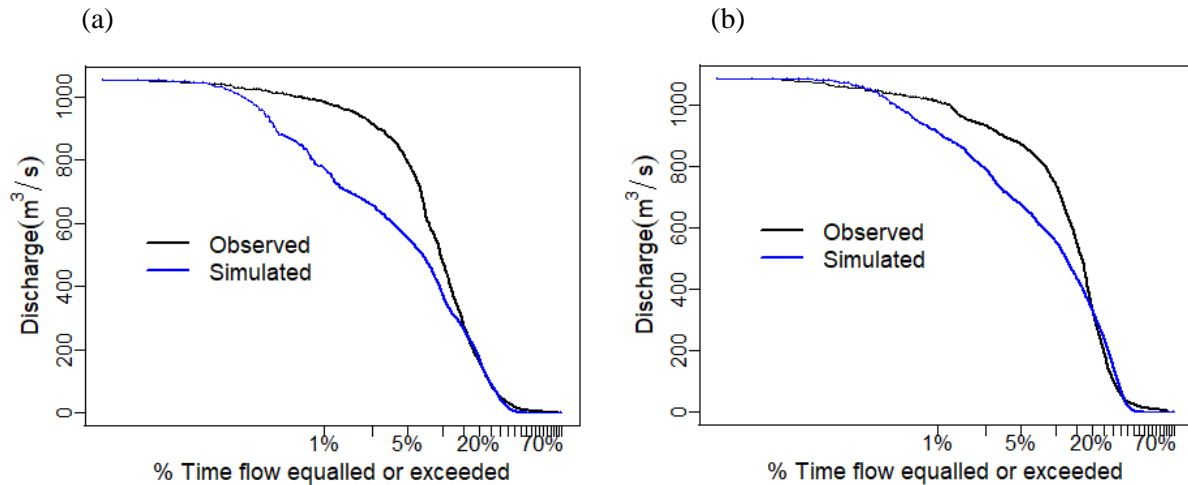 (a)
(b)
Discharge(m³/s)
0 200 400 600 800 1000
Observed
Simulated
1% 5% 20% 70%
% Time flow equalled or exceeded
Discharge(m³/s)
0 200 400 600 800 1000
Observed
Simulated
1% 5% 20% 70%
% Time flow equalled or exceeded